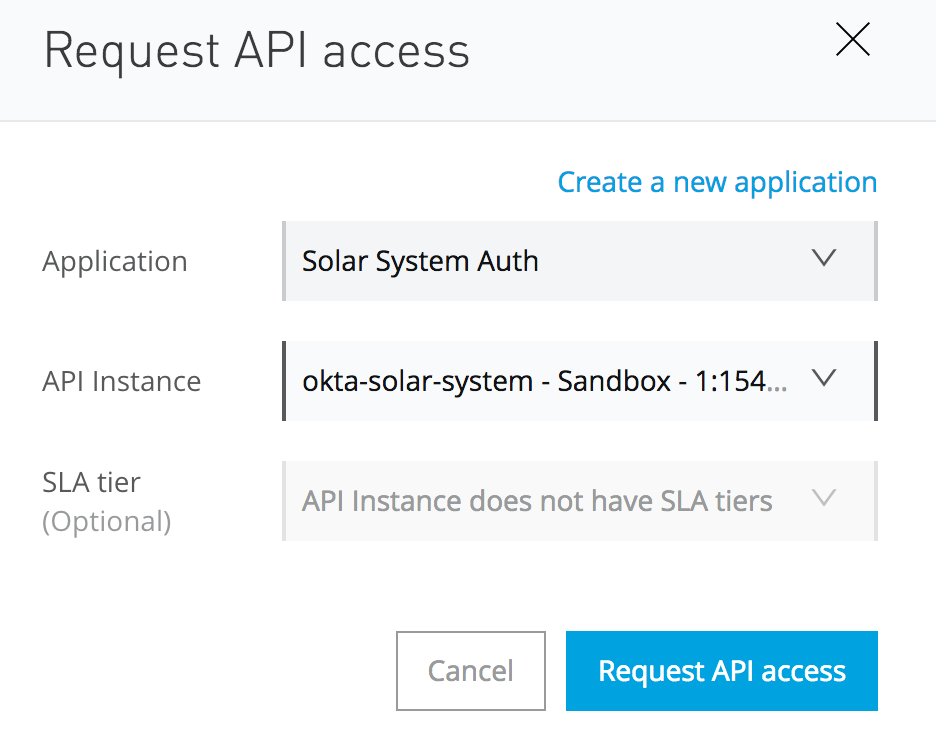 Request API access
Create a new application
Application
Solar System Auth
API Instance
okta-solar-system - Sandbox - 1:154...
SLA tier
(Optional)
API Instance does not have SLA tiers
Cancel
Request API access